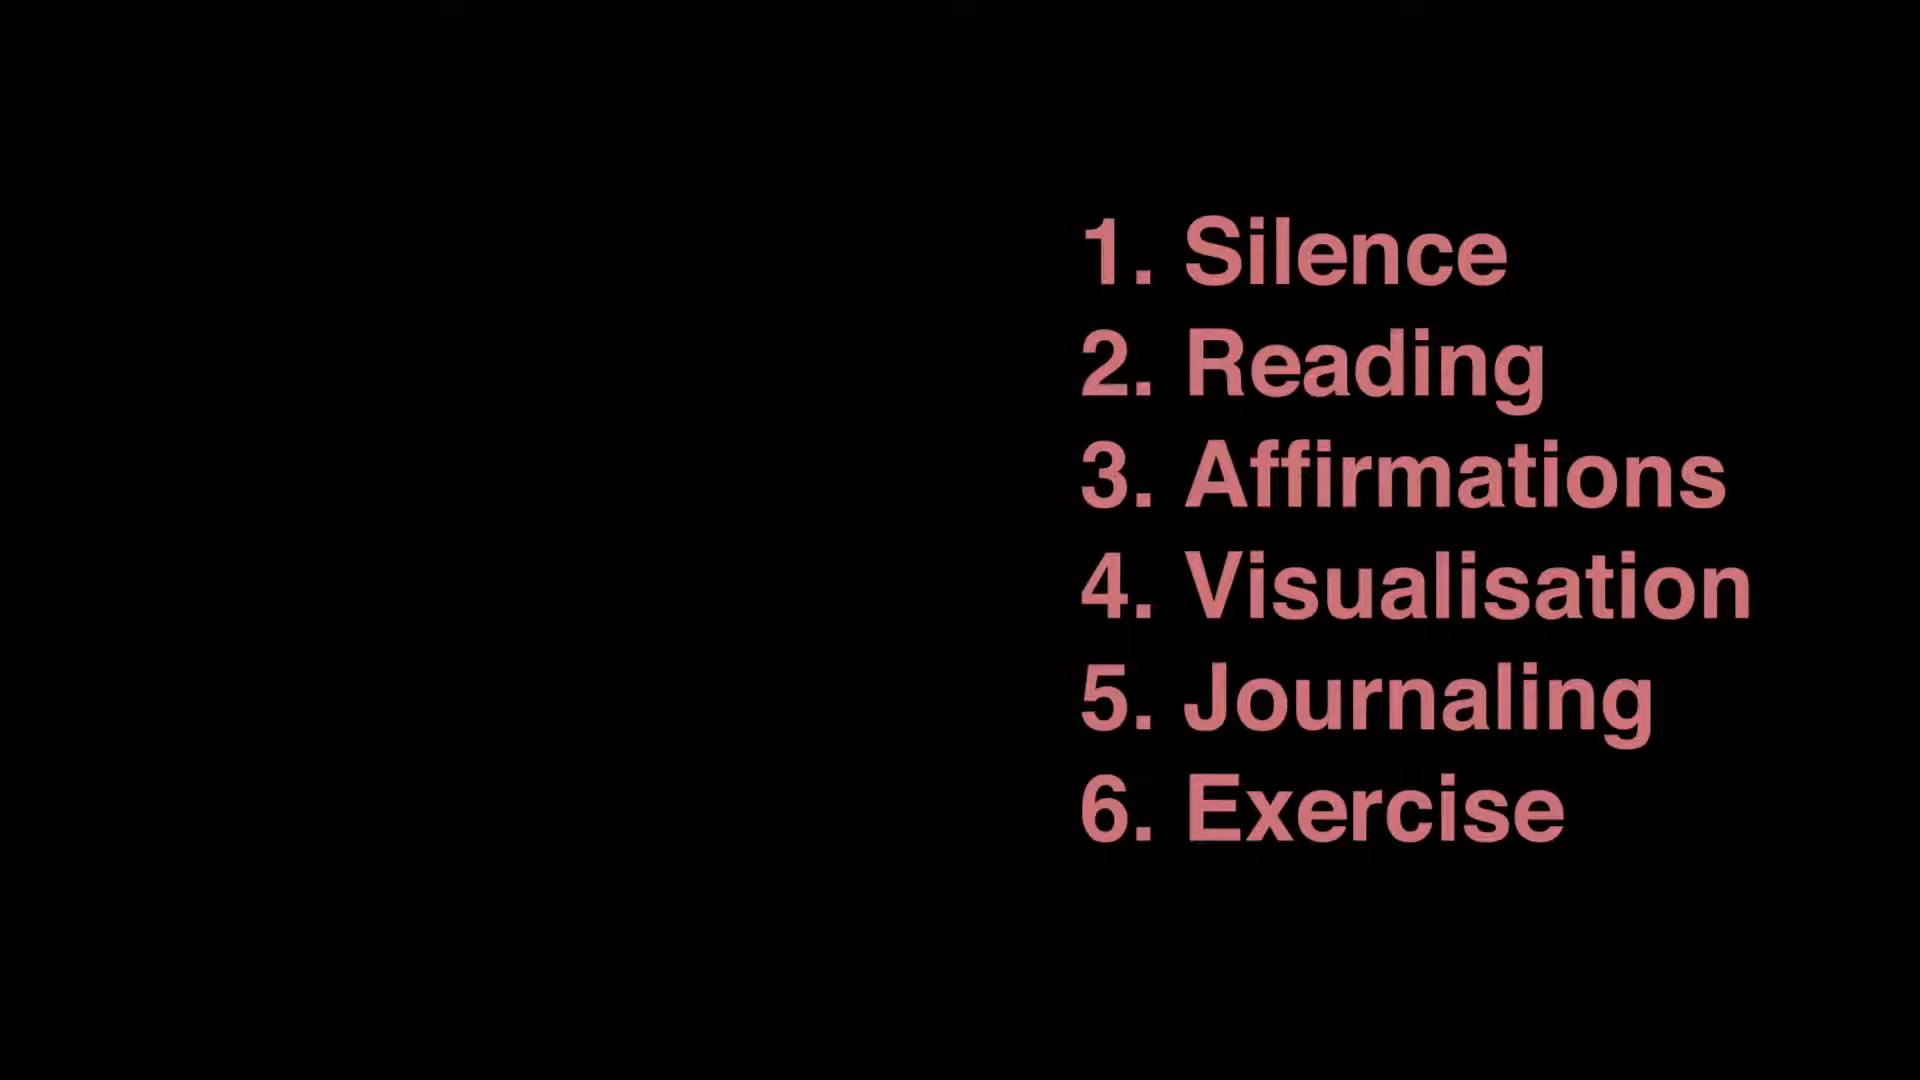 1. Silence
2. Reading
3. Affirmations
4. Visualisation
5. Journaling
6. Exercise